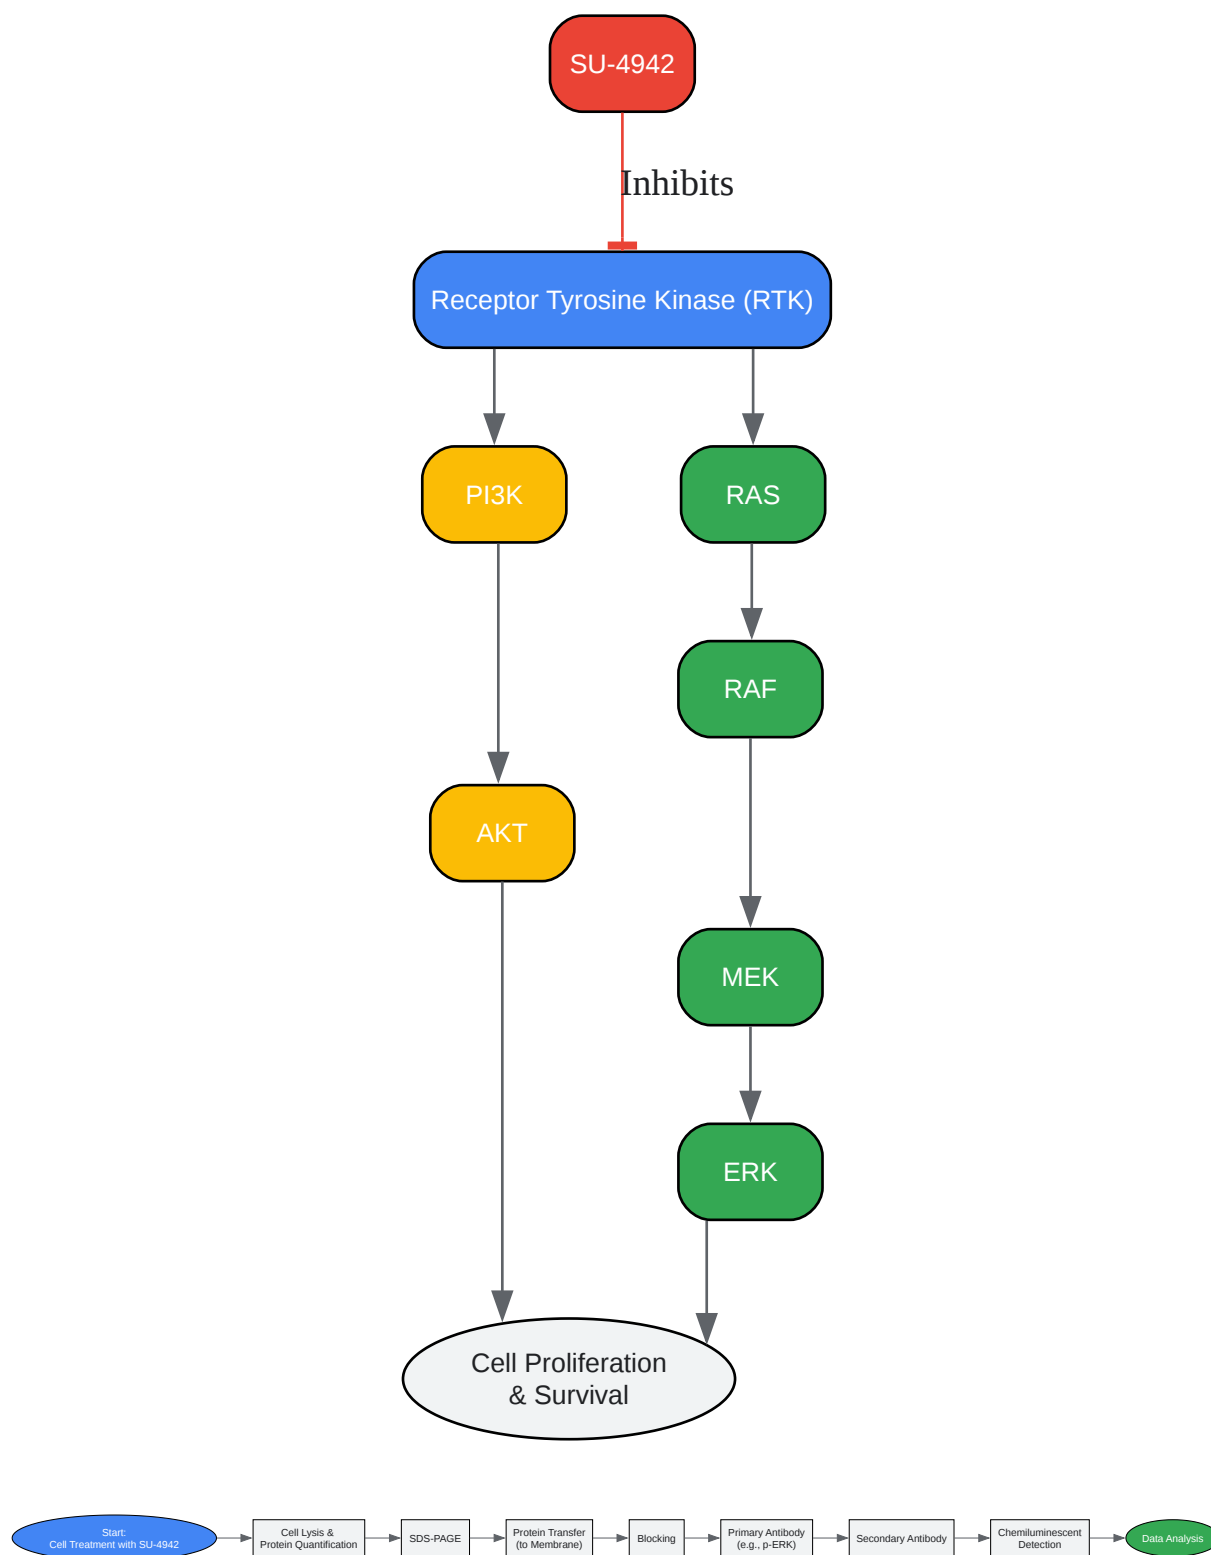 SU-4942
Inhibits
Receptor Tyrosine Kinase (RTK)
PI3K
RAS
RAF
AKT
MEK
ERK
Cell Proliferation
& Survival
Start:
Cell Treatment with SU-4942
Cell Lysis &
Protein Quantification
SDS-PAGE
Protein Transfer
(to Membrane)
Blocking
Primary Antibody
(e.g., p-ERK)
Secondary Antibody
Chemiluminescent
Detection
Data Analysis